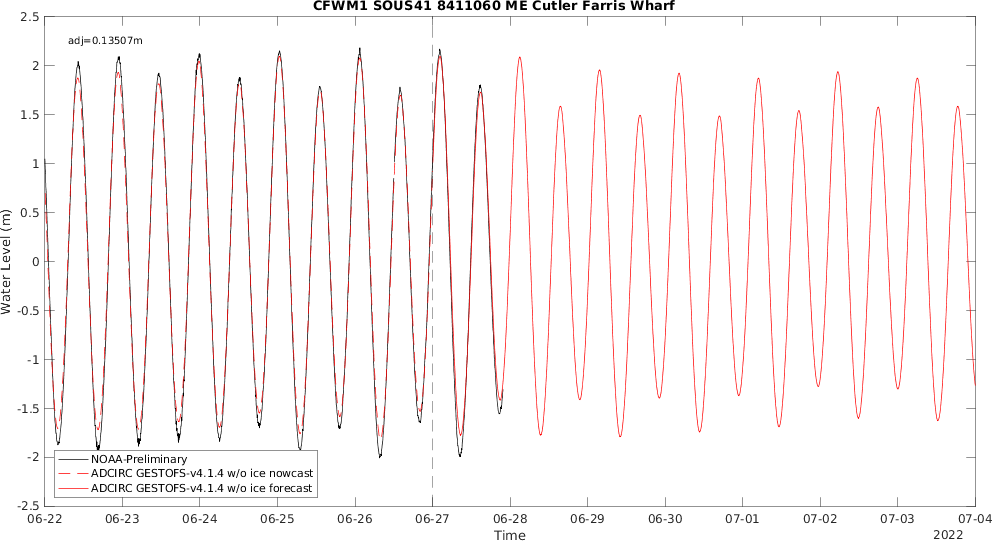 CFWM1 SOUS41 8411060 ME Cutler Farris Wharf
adj=0.13507m
2.5
2
1.5
1
0.5
0
-0.5
-1
-1.5
-2
-2.5
Water Level (m)
NOAA-Preliminary
ADCIRC GESTOFS-v4.1.4 w/o ice nowcast
ADCIRC GESTOFS-v4.1.4 w/o ice forecast
06-22 06-23 06-24 06-25 06-26 06-27 06-28 06-29 06-30 07-01 07-02 07-03 07-04
Time
2022